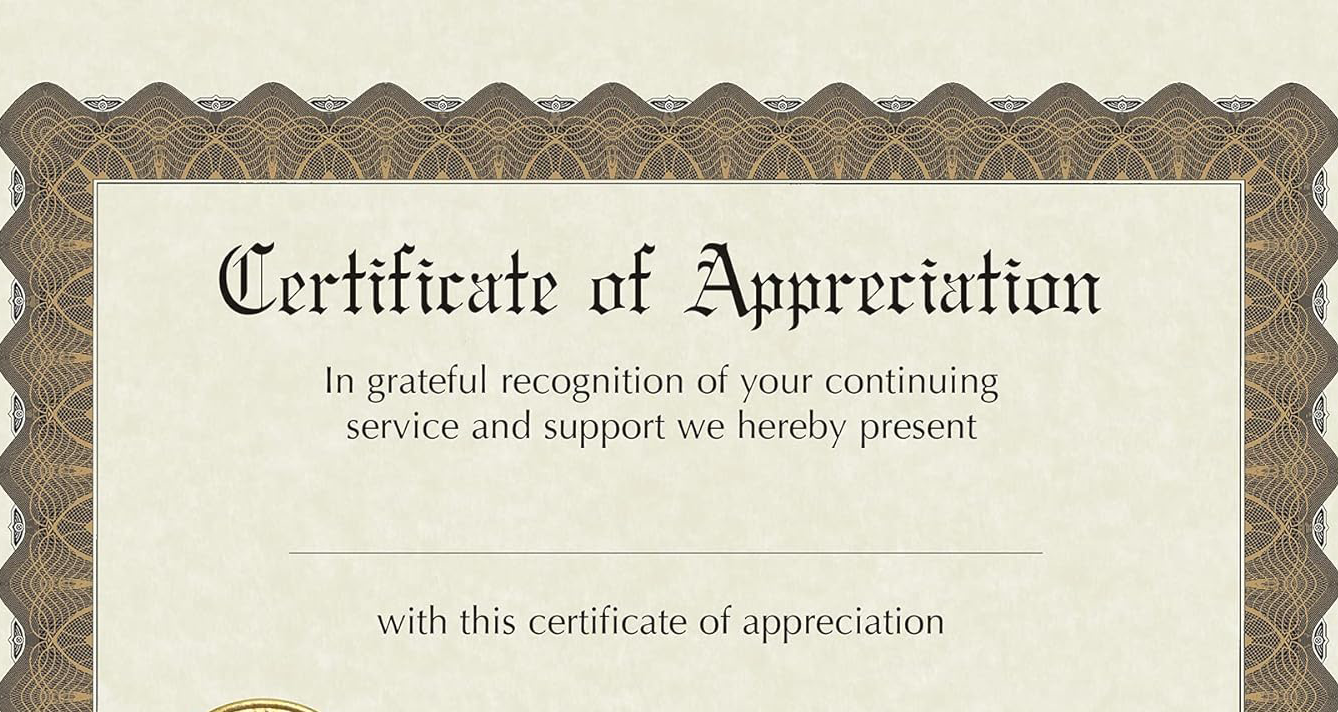 Certificate of Appreciation
In grateful recognition of your continuing
service and support we hereby present
with this certificate of appreciation